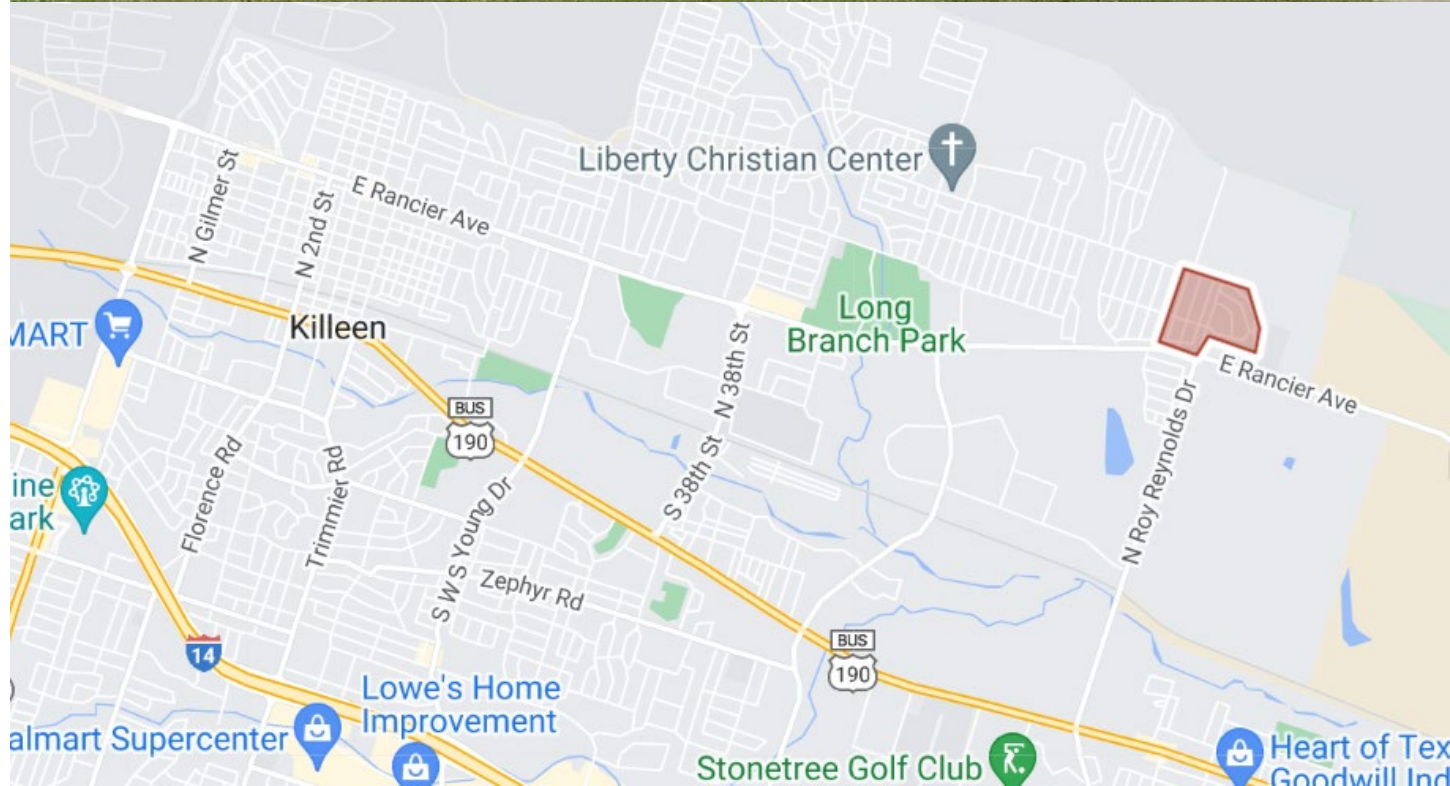 Liberty Christian Center
N Gilmer St
N 2nd St
E Rancier Ave
Killeen
MART
Long
Branch Park
N 38th St
E Rancier Ave
BUS
190
S 38th St
N Roy Reynolds Dr
Florence Rd
Trimmier Rd
S W S Young Dr
ine
ark
Zephyr Rd
14
BUS
190
Lowe's Home
Improvement
almart Supercenter
Stonetree Golf Club
Heart of Tex
Goodwill Ind